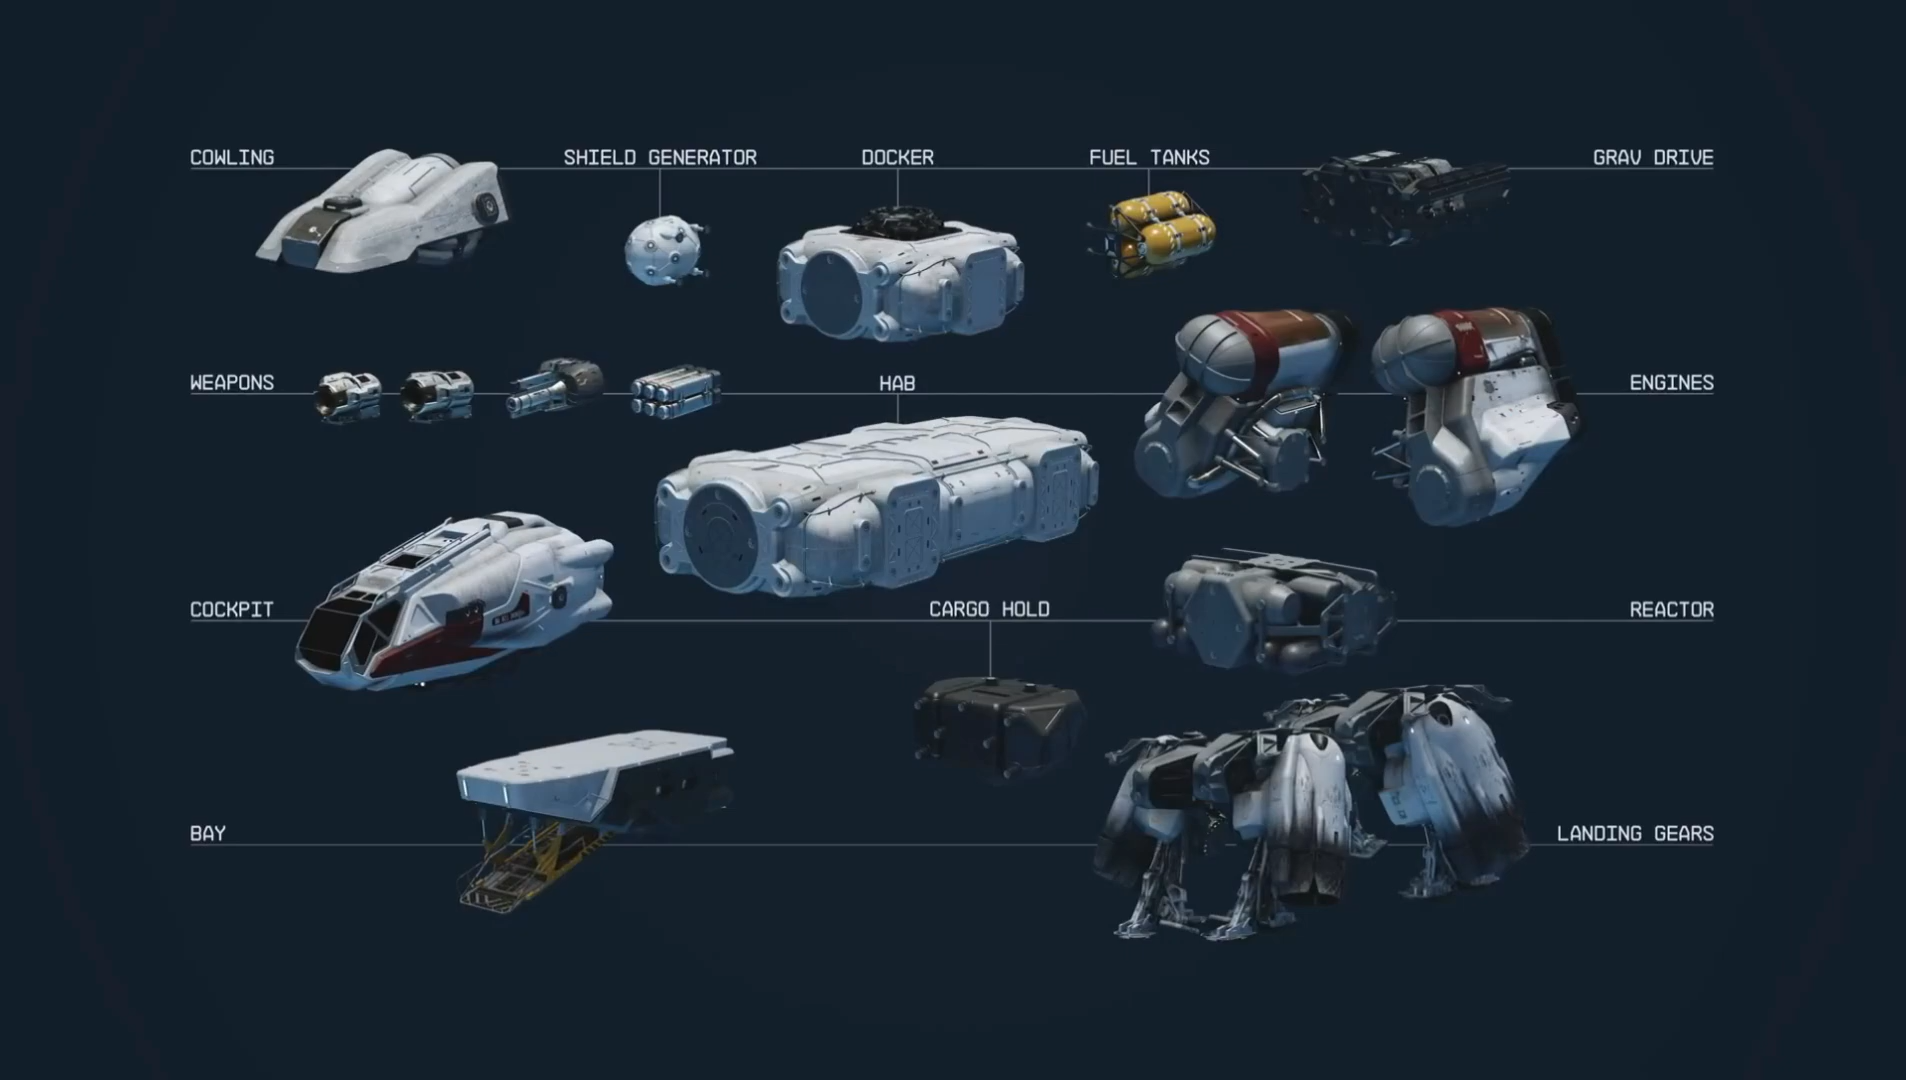 COWLING
SHIELD GENERATOR
DOCKER
FUEL TANKS
GRAV DRIVE
WEAPONS
HAB
ENGINES
COCKPIT
CARGO HOLD
REACTOR
BAY
LANDING GEARS